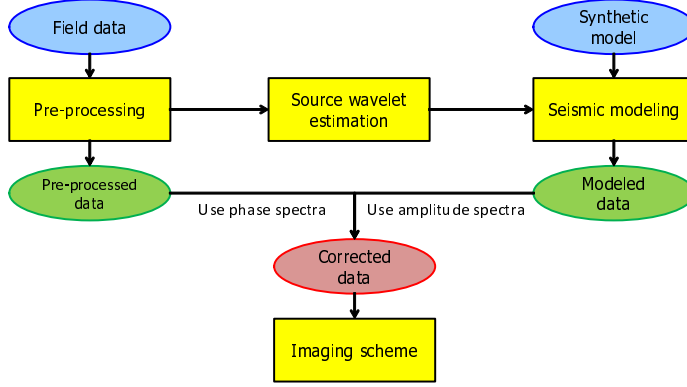 Field data
Synthetic
model
Pre-processing
Source wavelet
estimation
Seismic modeling
Pre-processed
data
Modeled
data
Use phase spectra
Use amplitude spectra
Corrected
data
Imaging scheme